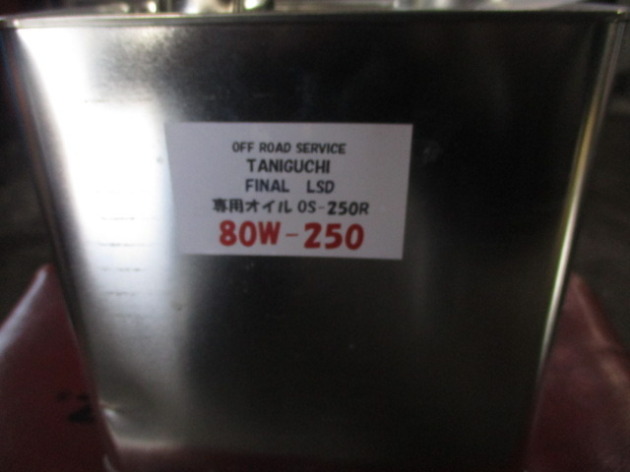 OFF ROAD SERVICE
TANIGUCHI
FINAL LSD
専用オイル OS-250R
80W-250